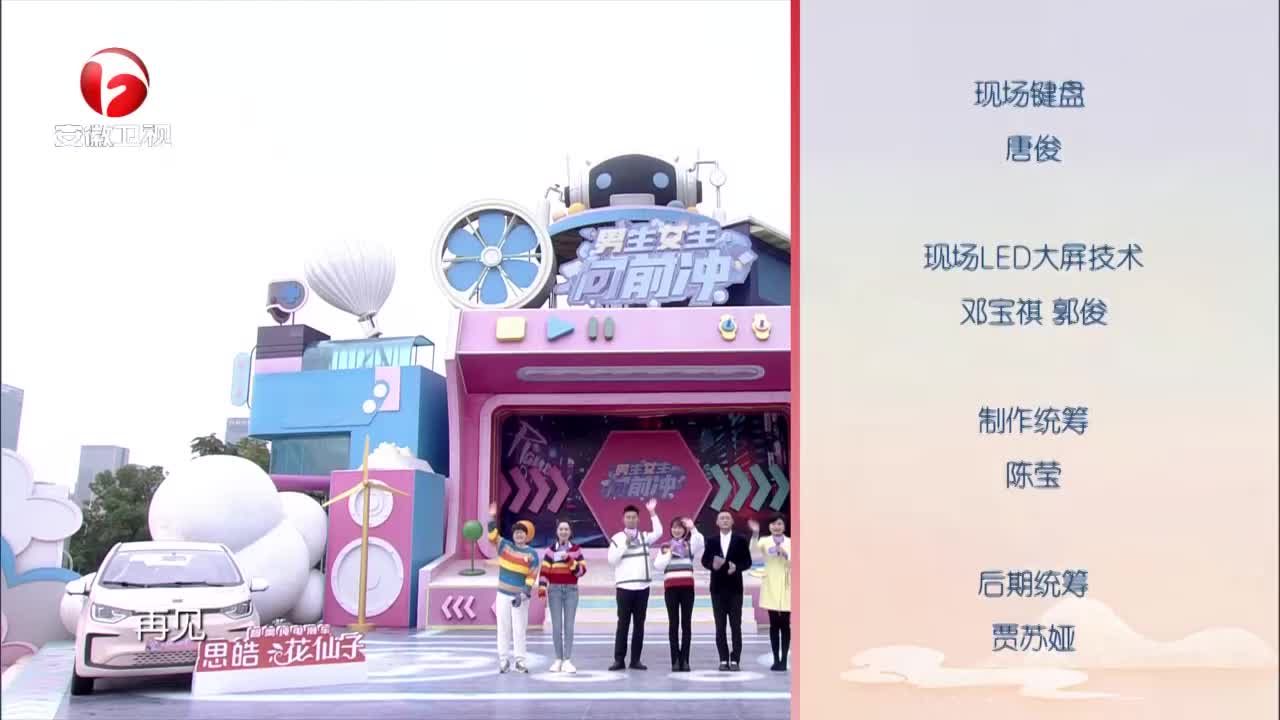 安徽卫视
男生女生
向前冲
男生女生
向前冲
再见
思皓 花仙子
现场键盘
唐俊
现场LED大屏技术
邓宝祺 郭俊
制作统筹
陈莹
后期统筹
贾苏娅